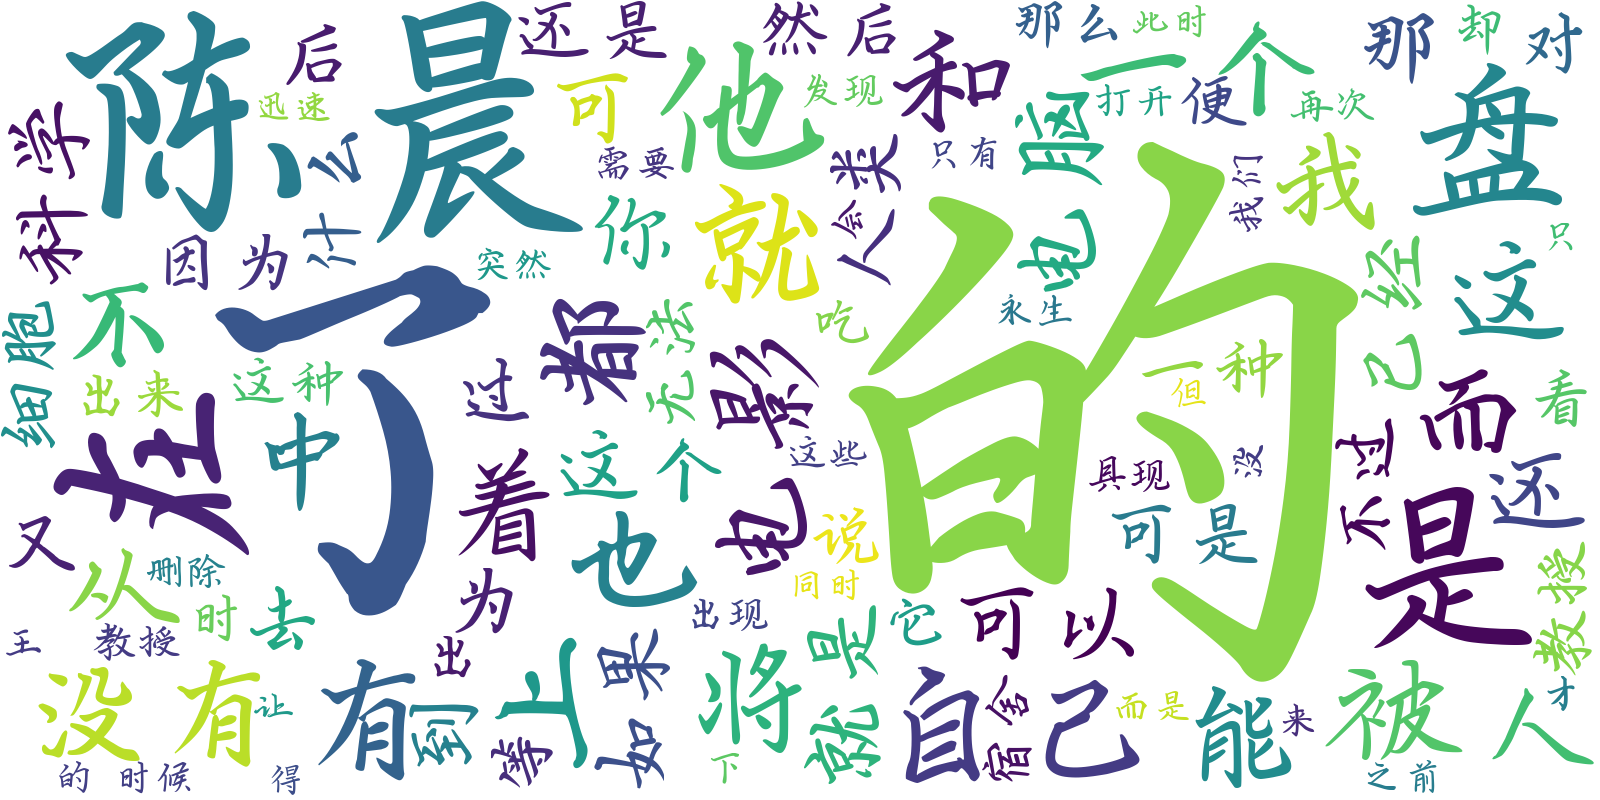 陈小晨
的
了
后
还是
然后
和
那么
此时
一个
那
却
对
科学
迅速
什么
可
他
发现
脑
打开
便
再次
盘
需要
人类
只有
我们
我
因为
你
就
会
电
只
突然
永生
已经
这
细胞
不
都
无法
吃
电影
一种
但
出来
这种
过
看
在
中
着
这个
这些
具现
没
不过
而
还
又
也
说
可是
是
从
删除
时
去
为
同时
出现
它
可以
教授
王 教授
没有
让
有
到
出
等
上
如果
将
就是
自己
宿舍
而是
能
来
被
人
才
的 时候
得
下
之前